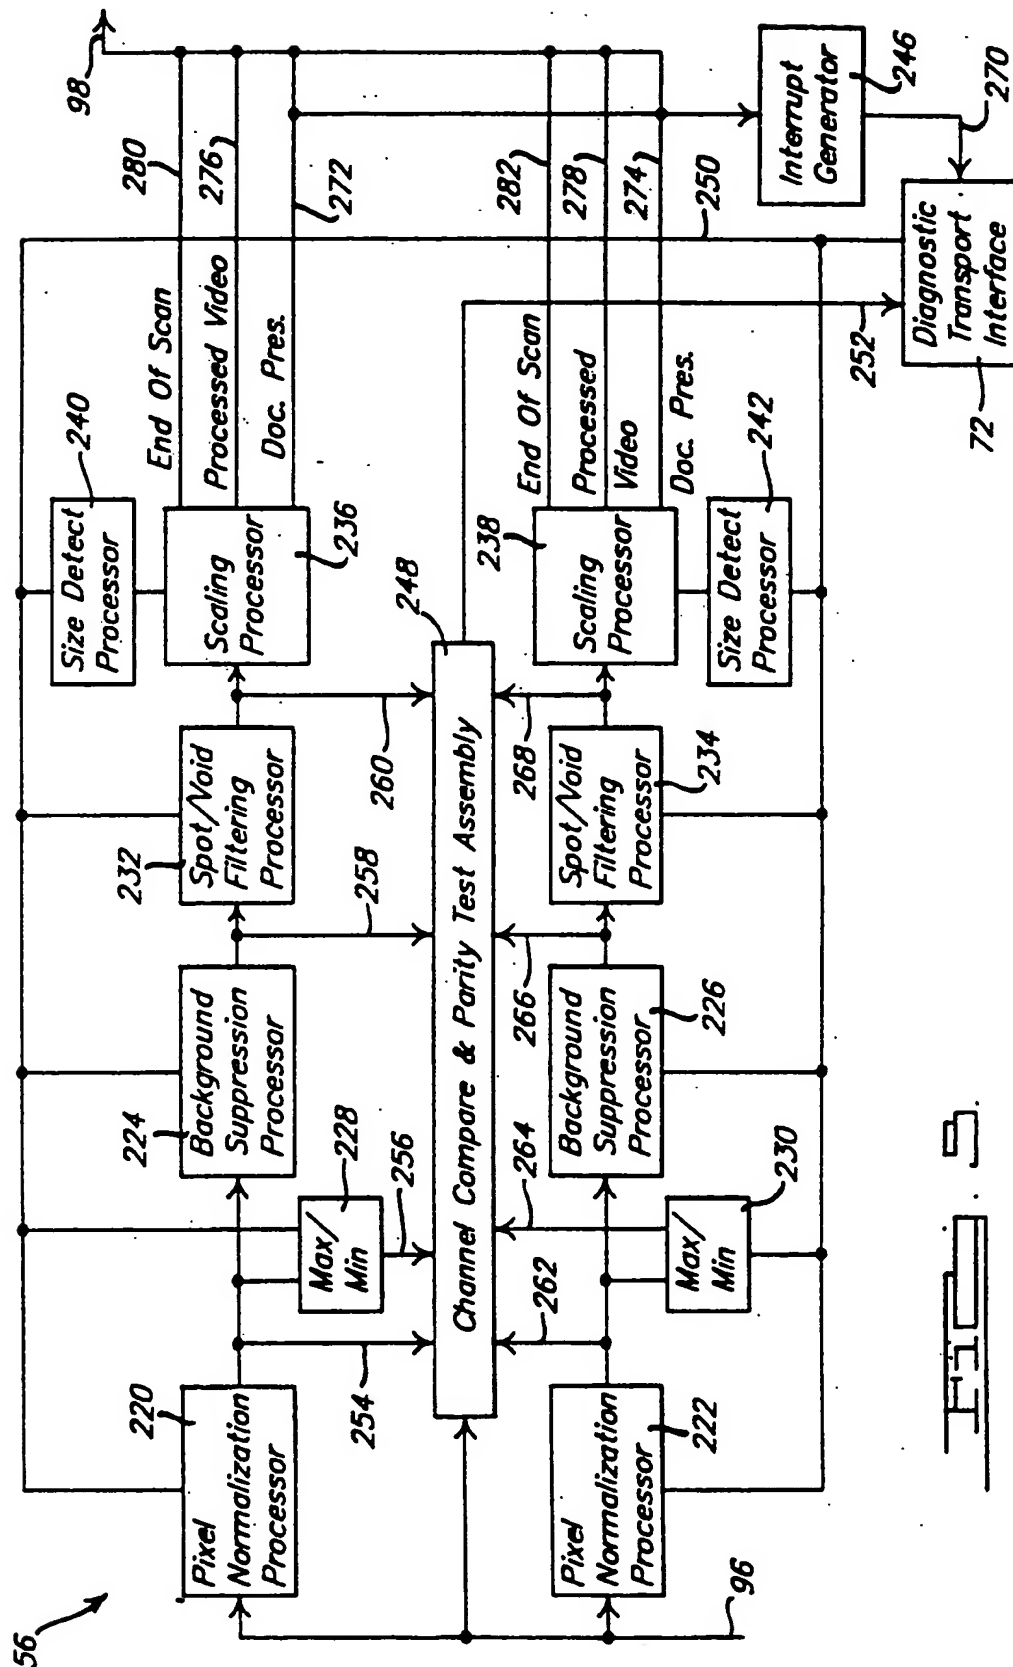 56
98
280
276
272
282
278
274
250
Interrupt
Generator
246
270
Diagnostic
Transport
Interface
72
252
End Of Scan
Processed Video
Doc. Pres.
Size Detect
Processor
240
Scaling
Processor
236
Spot/Void
Filtering
Processor
232
Background
Suppression
Processor
224
Max/
Min
228
Pixel
Normalization
Processor
220
254
256
258
260
Channel Compare & Parity Test Assembly
248
262
264
266
268
Pixel
Normalization
Processor
222
Max/
Min
230
Background
Suppression
Processor
226
Spot/Void
Filtering
Processor
234
Scaling
Processor
238
Size Detect
Processor
242
End Of Scan
Processed
Video
Doc. Pres.
96